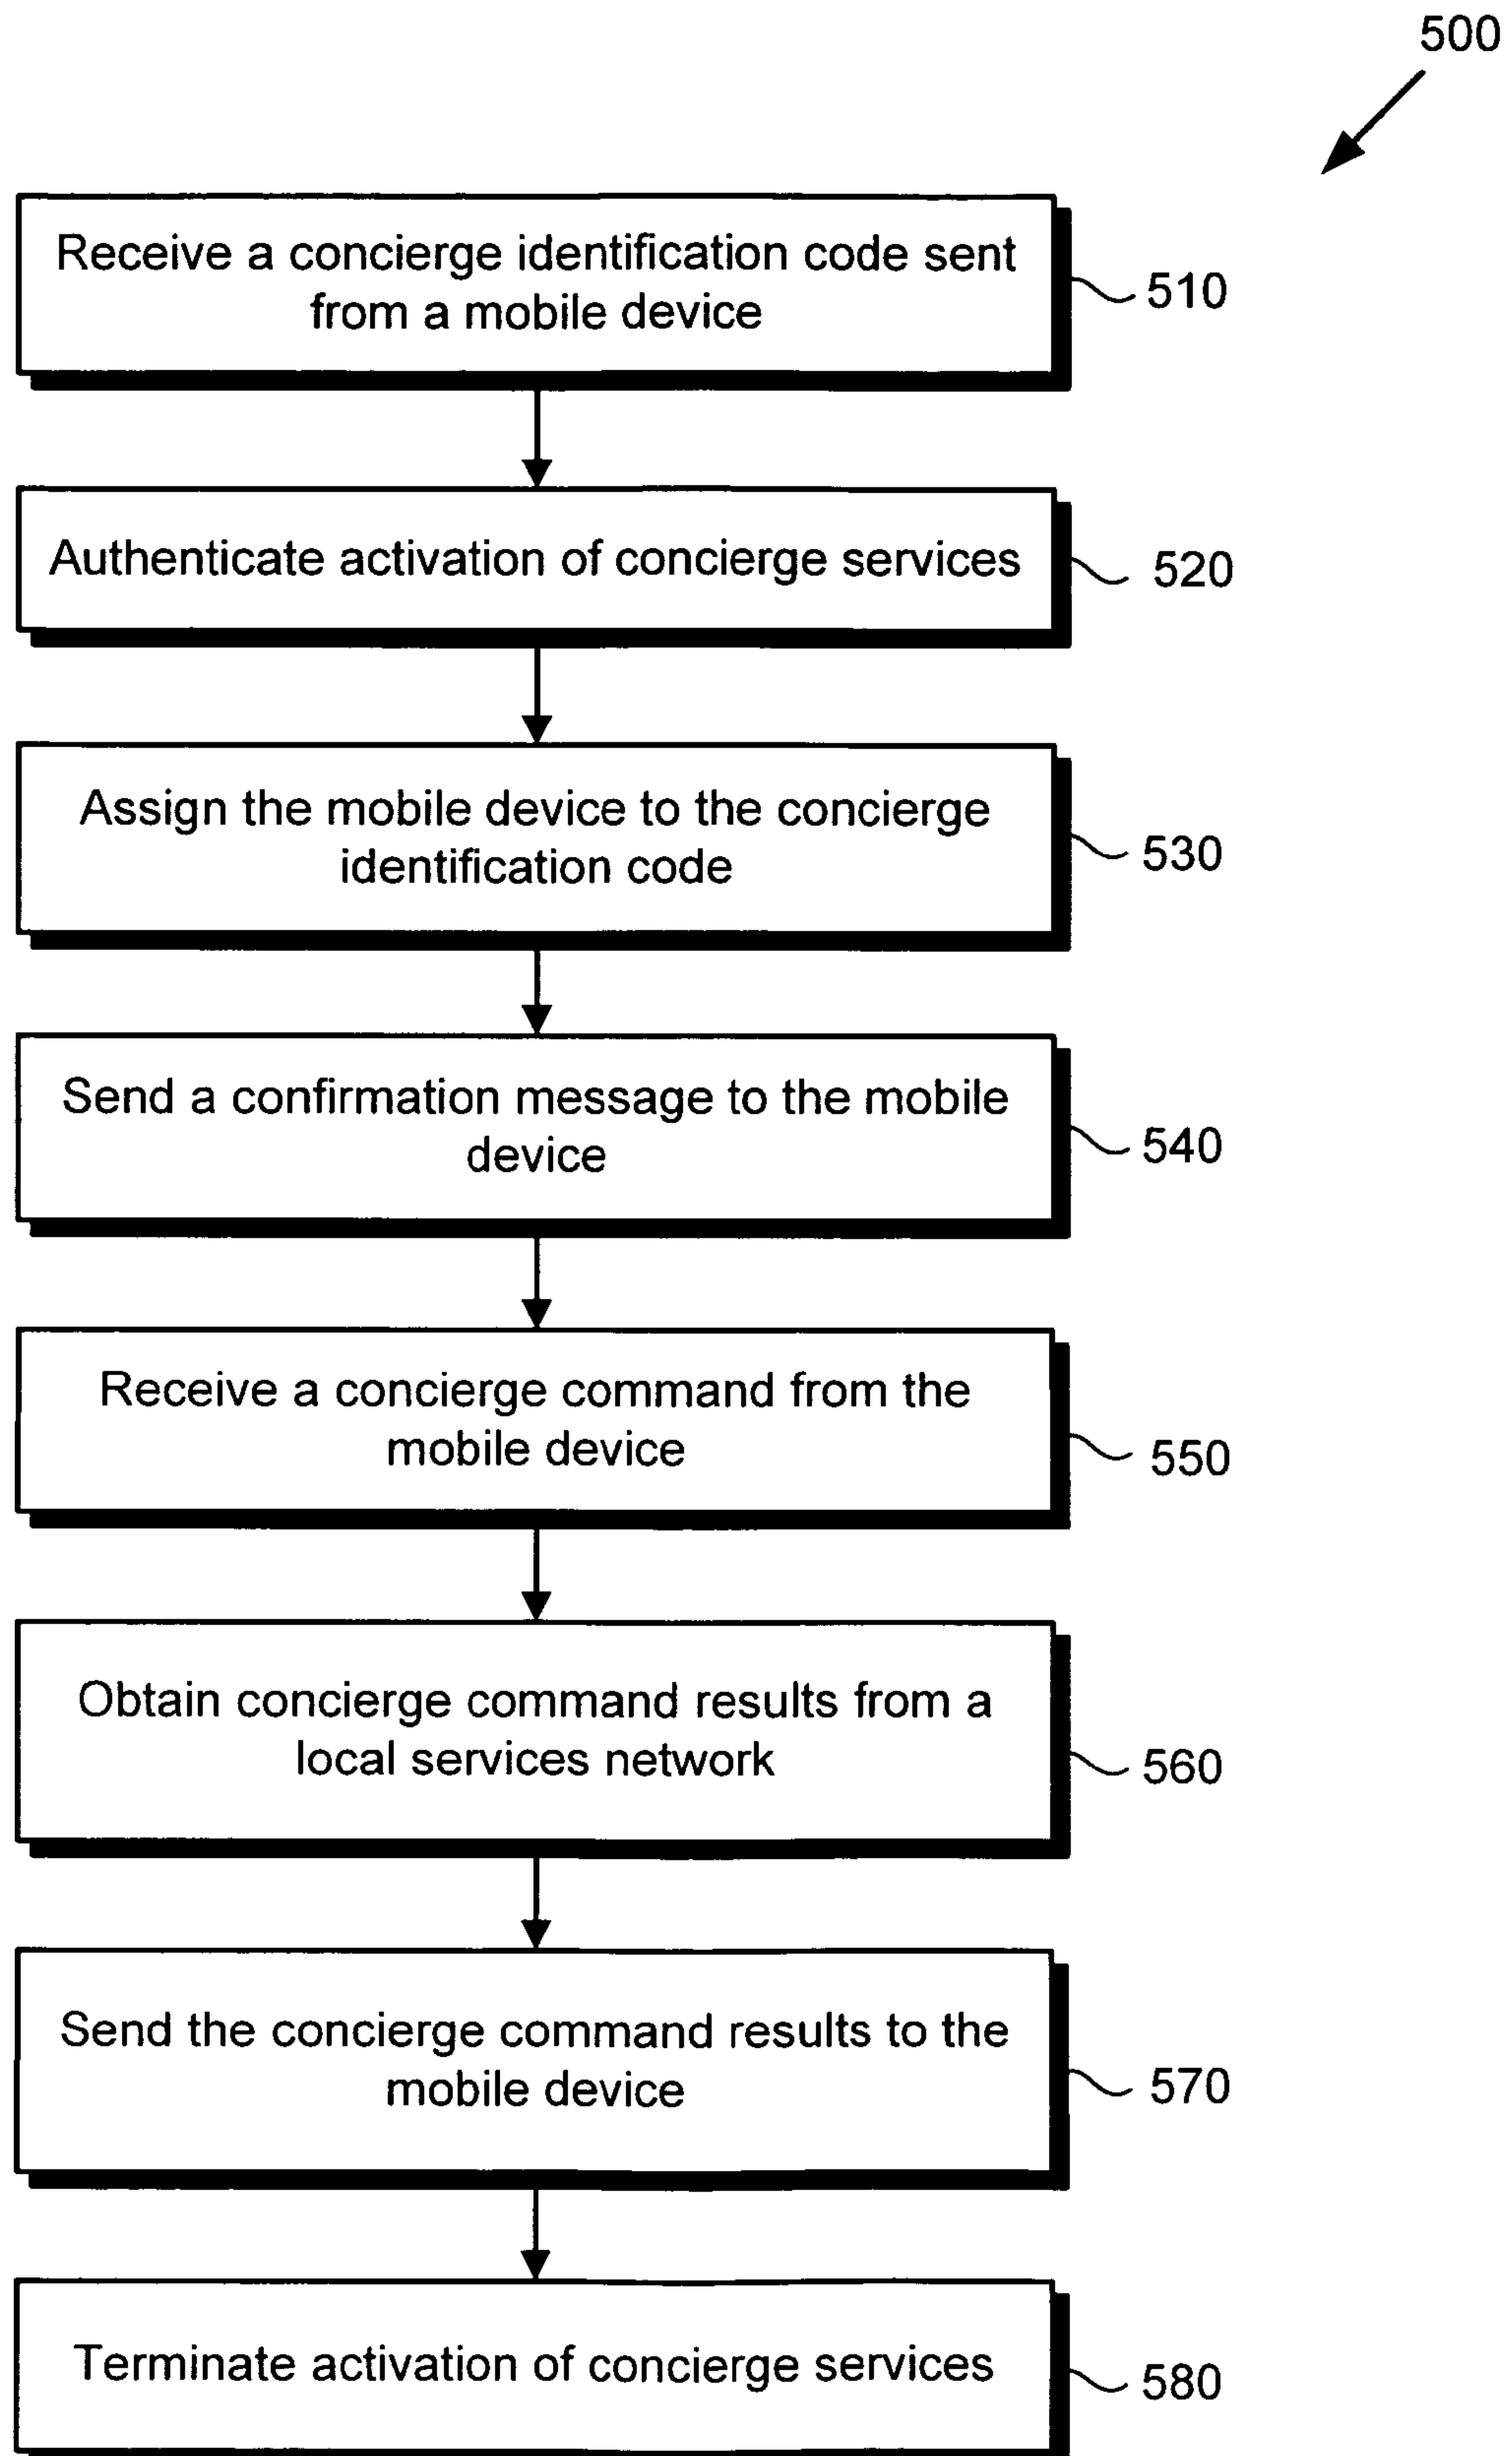 500
Receive a concierge identification code sent
from a mobile device
510
Authenticate activation of concierge services
520
Assign the mobile device to the concierge
identification code
530
Send a confirmation message to the mobile
device
540
Receive a concierge command from the
mobile device
550
Obtain concierge command results from a
local services network
560
Send the concierge command results to the
mobile device
570
Terminate activation of concierge services
580